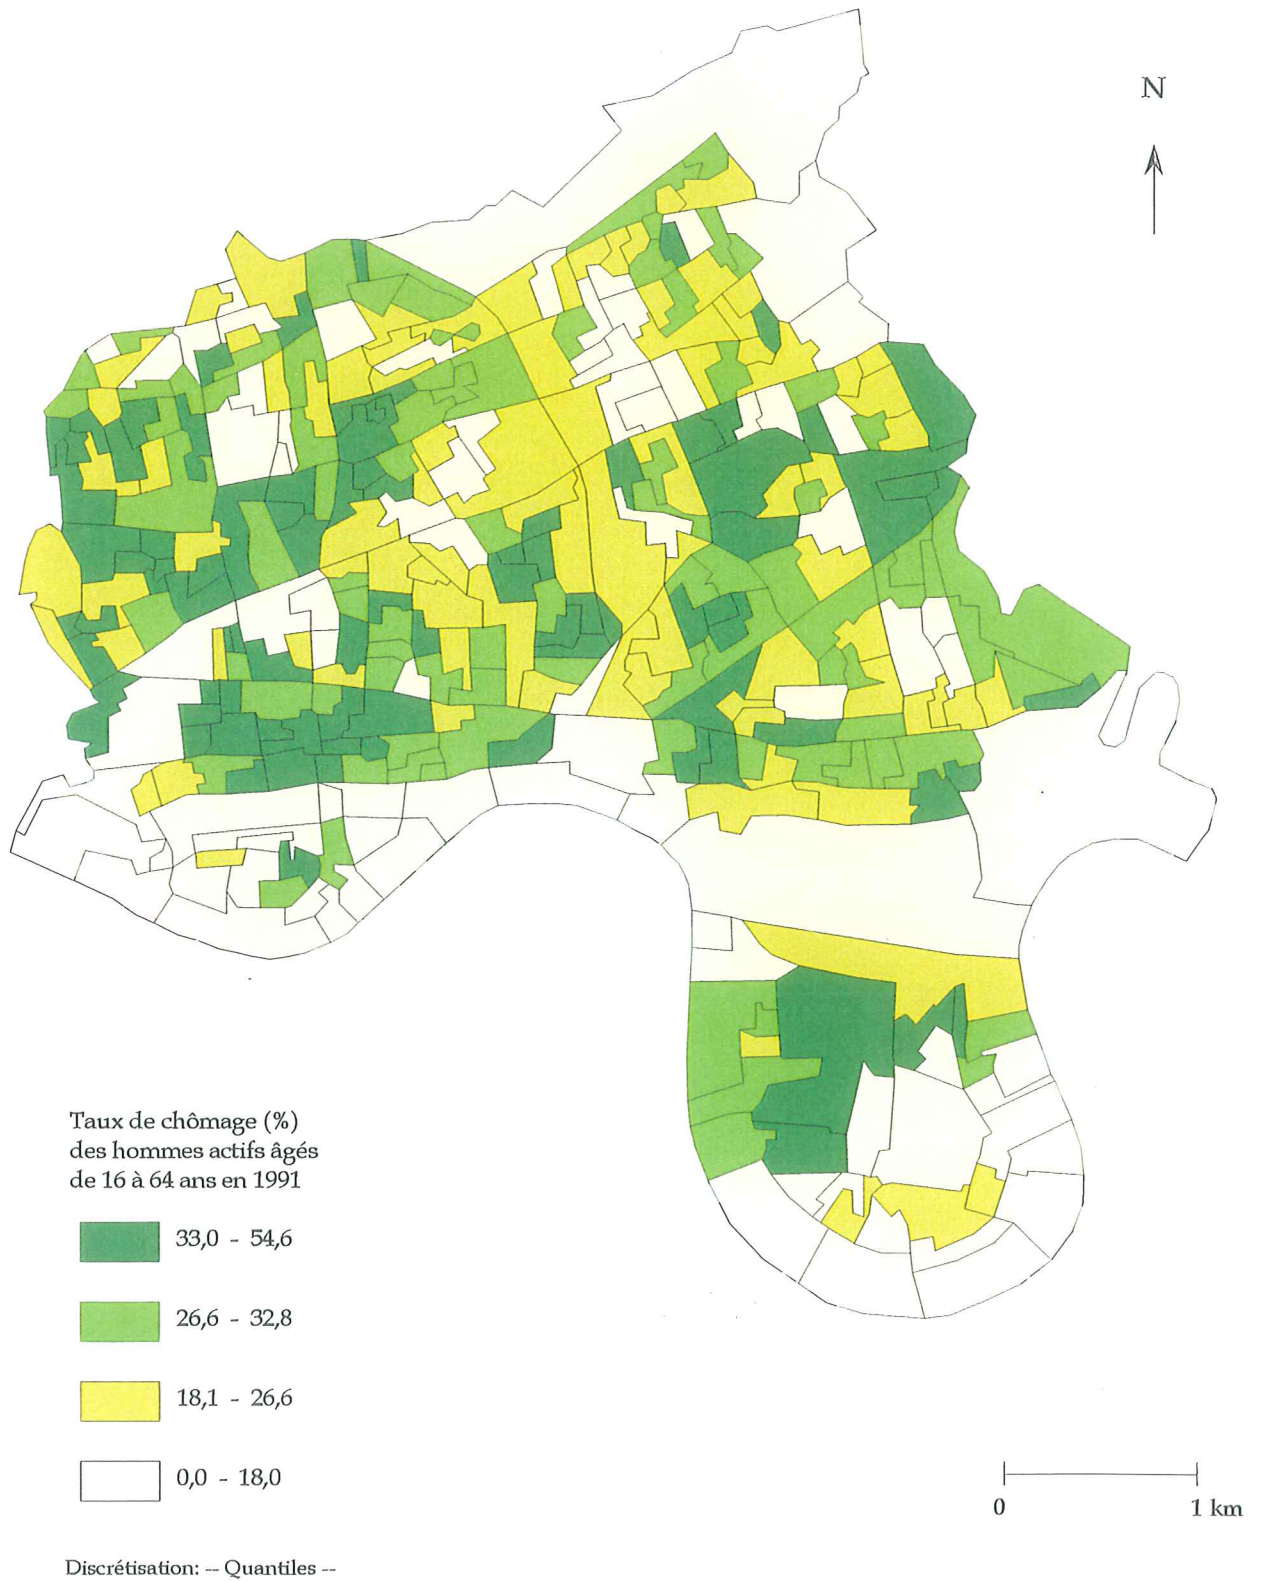 N
Taux de chômage (%)
des hommes actifs âgés
de 16 à 64 ans en 1991
33,0 - 54,6
26,6 - 32,8
18,1 - 26,6
0,0 - 18,0
0 1 km
Discrétisation: -- Quantiles --